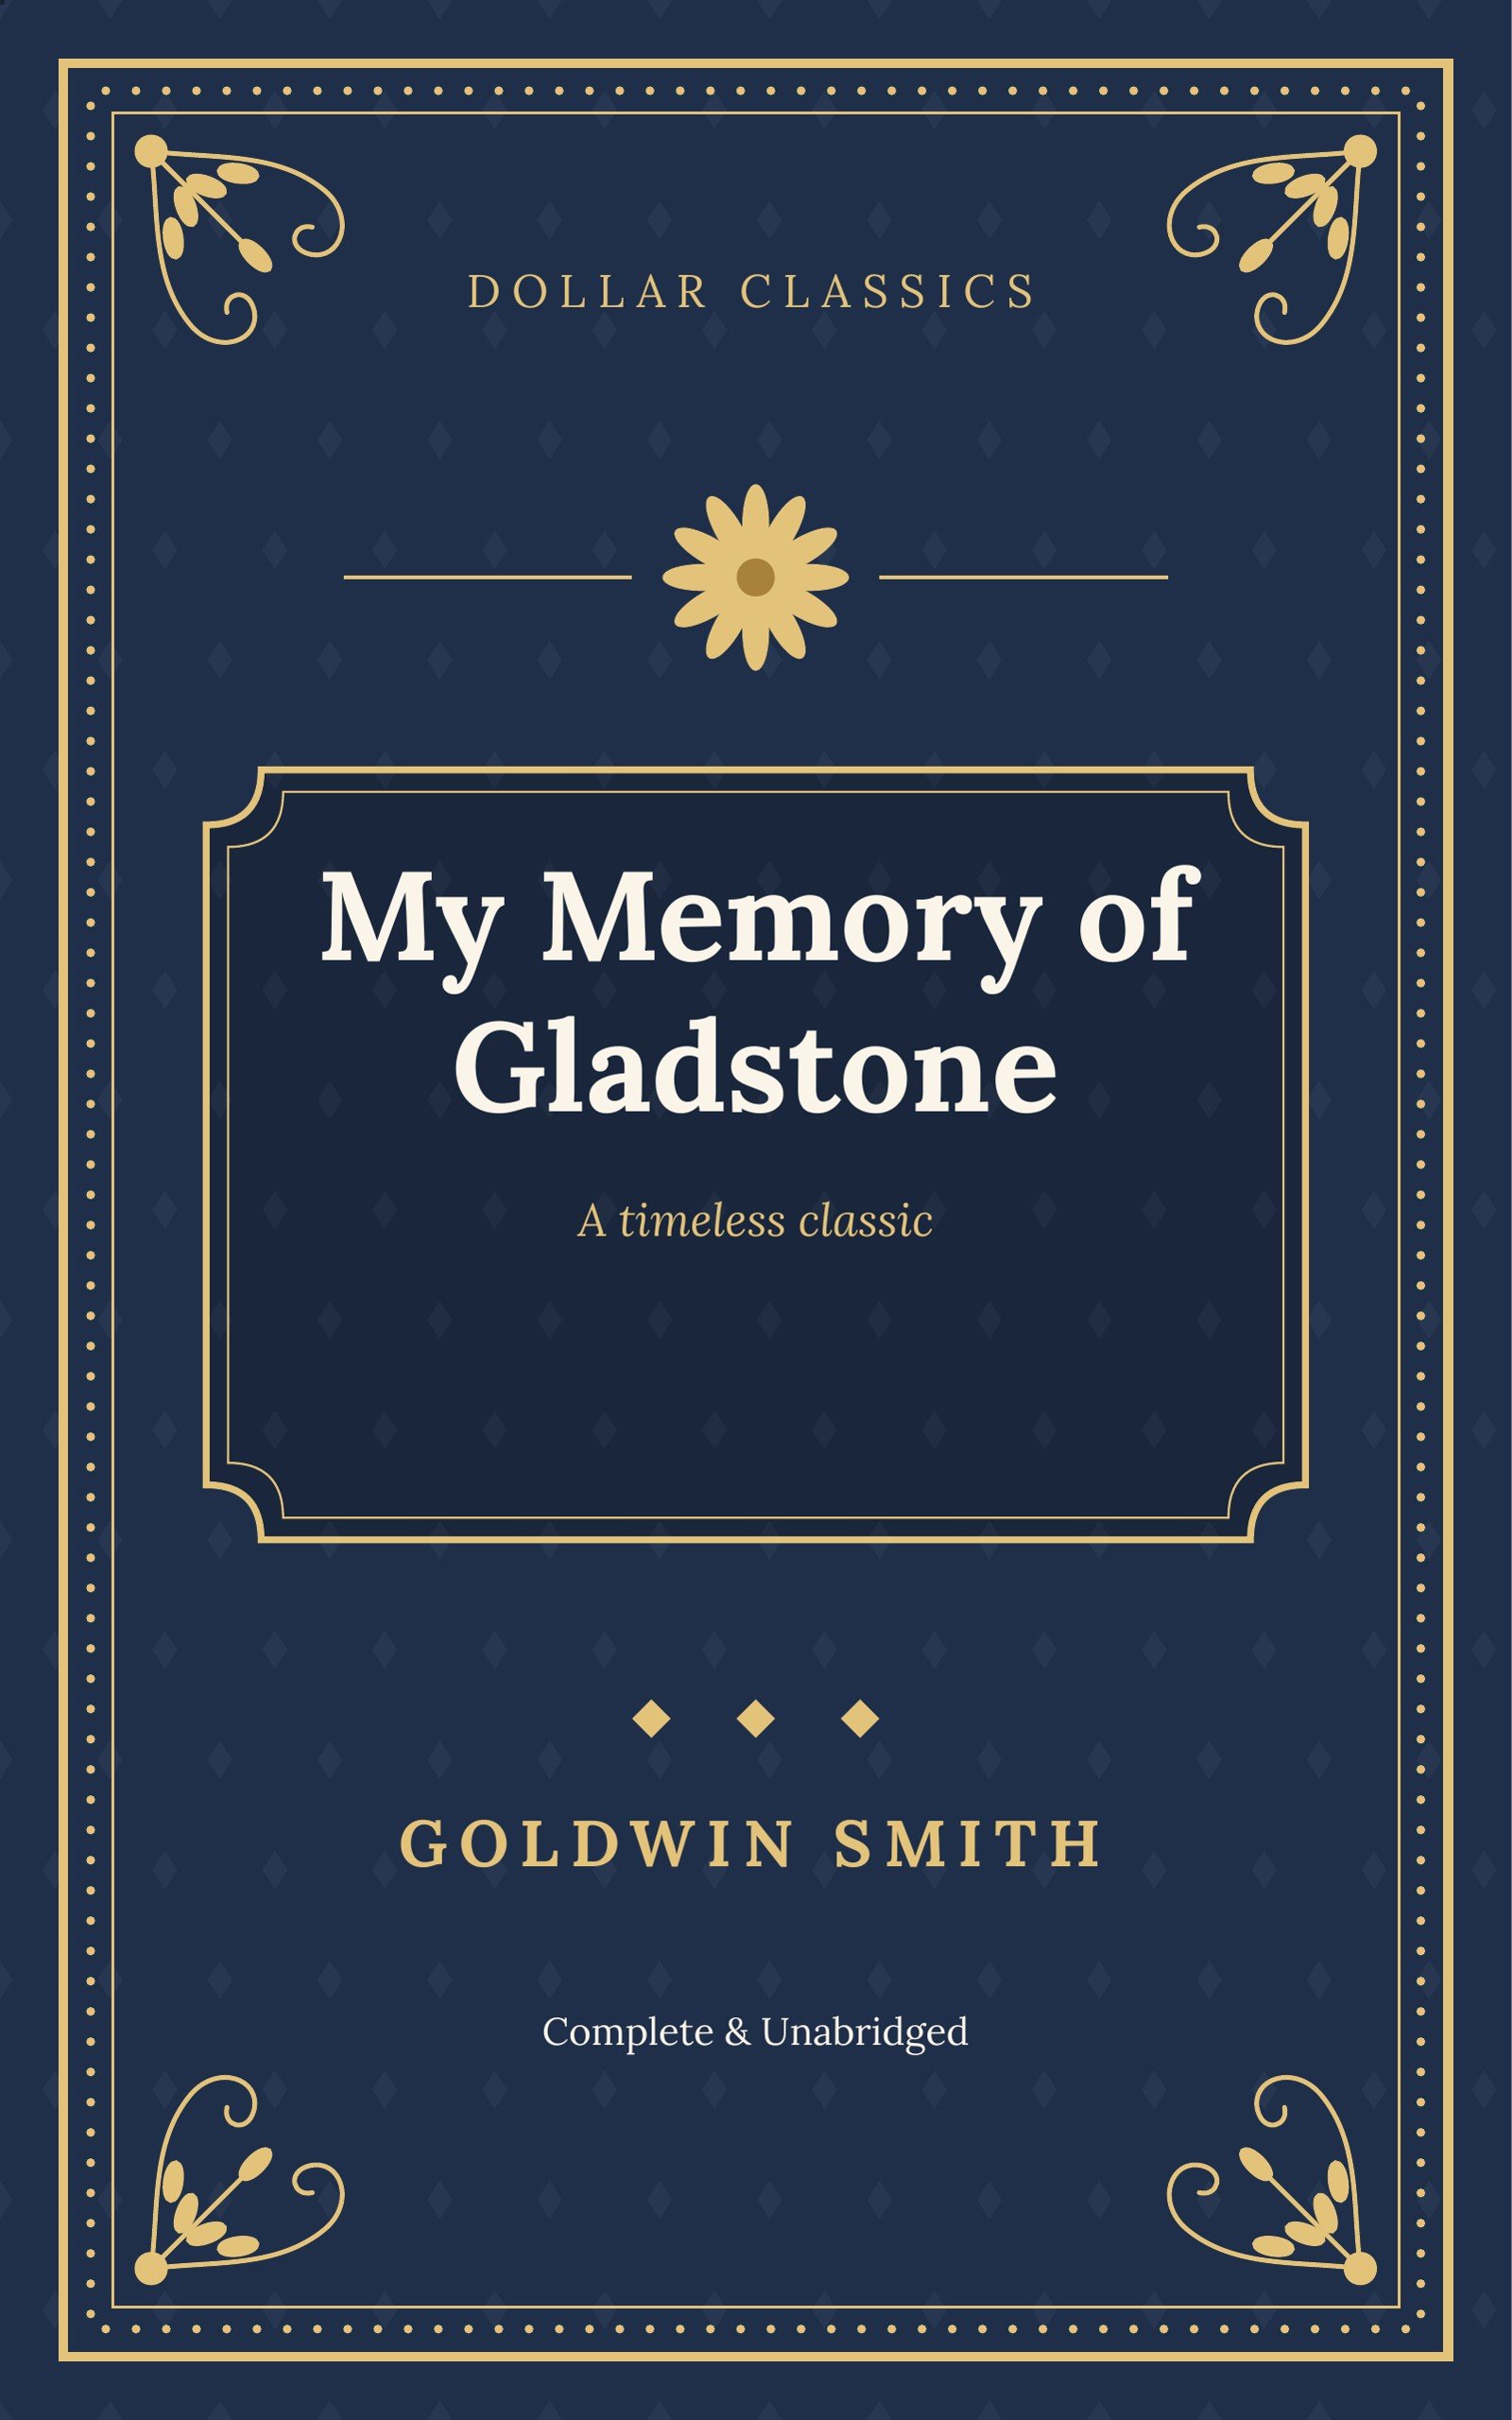 DOLLAR CLASSICS
My Memory of
Gladstone
A timeless classic
GOLDWIN SMITH
Complete & Unabridged